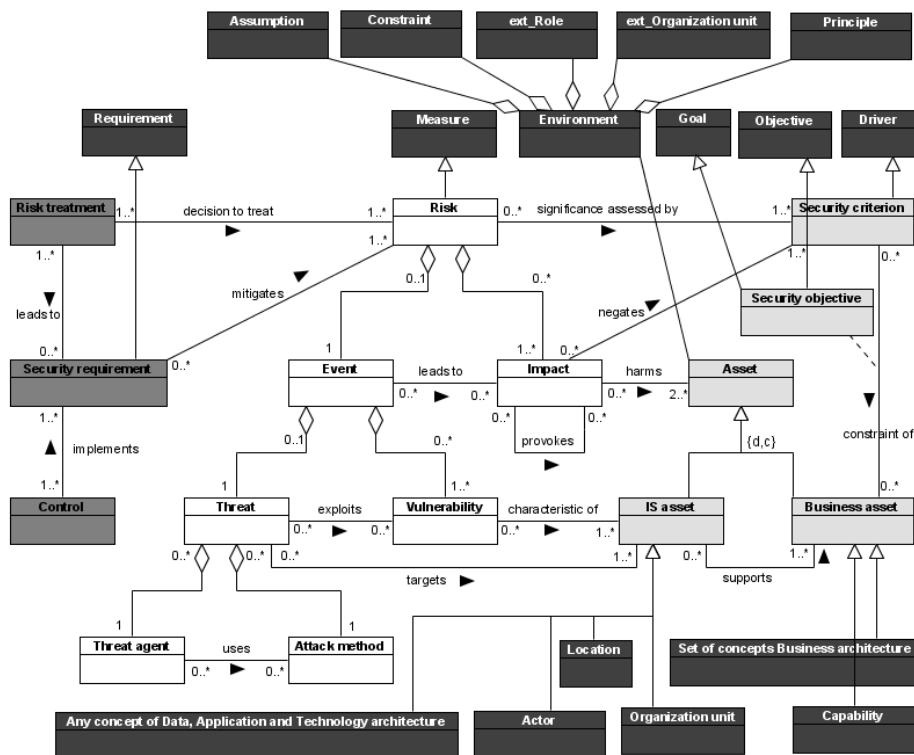 Assumption
Constraint
ext_Role
ext_Organization unit
Principle
Requirement
Measure
Environment
Goal
Objective
Driver
Risk treatment
1..*
decision to treat
1..*
Risk
0..*
significance assessed by
1..*
Security criterion
1..*
1..*
0..1
0..*
1..*
0..*
mitigates
Security objective
leads to
negates
0..*
0..*
1
1..*
0..*
Security requirement
Event
leads to
Impact
harms
Asset
0..*
0..*
0..*
0..*
2..*
1..*
0..1
0..*
0..*
0..*
implements
provokes
{d,c}
constraint of
1..*
1
1..*
0..*
Control
Threat
exploits
Vulnerability
characteristic of
IS asset
Business asset
0..*
0..*
0..*
1..*
0..*
0..*
0..*
1..*
0..*
1..*
targets
supports
1
1
Threat agent
uses
Attack method
0..*
0..*
Location
Set of concepts Business architecture
Any concept of Data, Application and Technology architecture
Actor
Organization unit
Capability